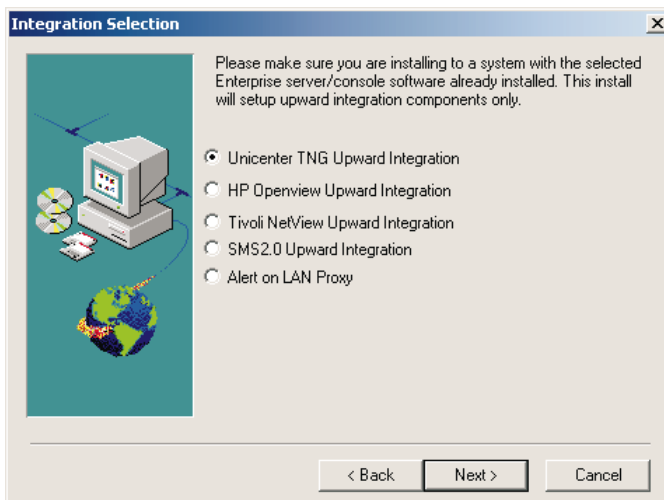 Integration Selection
Please make sure you are installing to a system with the selected
Enterprise server/console software already installed. This install
will setup upward integration components only.
Unicenter TNG Upward Integration
HP Openview Upward Integration
Tivoli NetView Upward Integration
SMS2.0 Upward Integration
Alert on LAN Proxy
< Back
Next >
Cancel